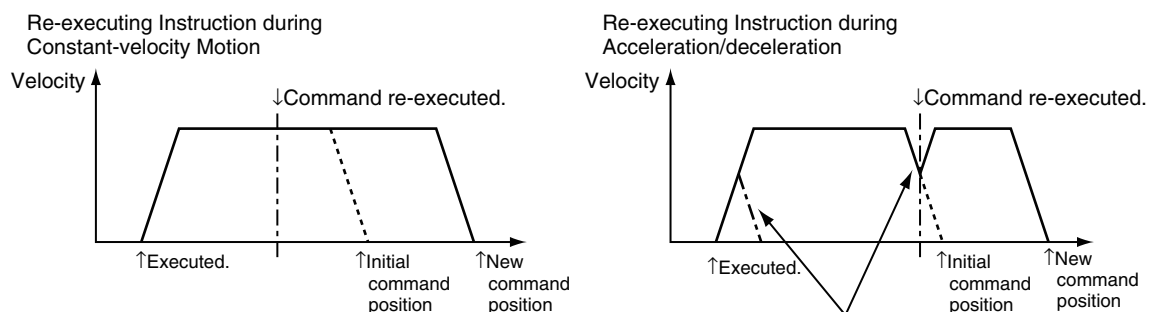 Re-executing Instruction during
Constant-velocity Motion
Velocity
↓Command re-executed.
↑Executed.
↑Initial
command
position
↑New
command
position
Re-executing Instruction during
Acceleration/deceleration
Velocity
↓Command re-executed.
↑Executed.
↑Initial
command
position
↑New
command
position